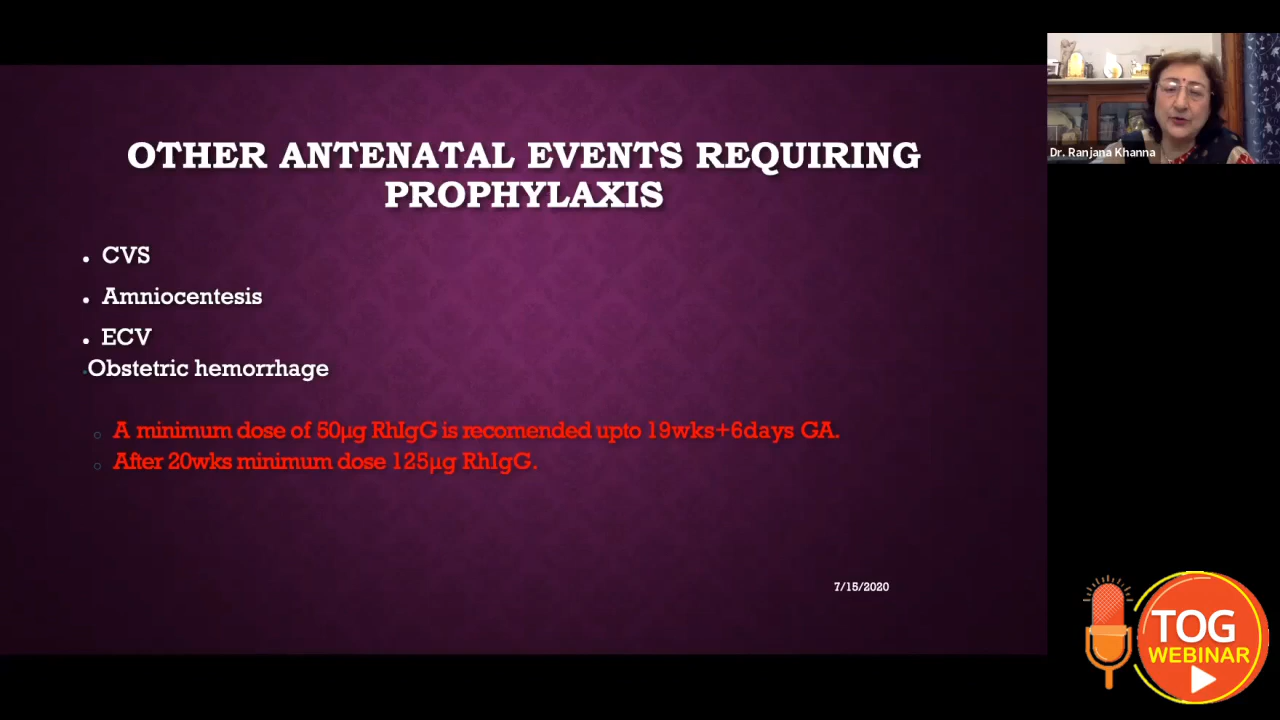 OTHER ANTENATAL EVENTS REQUIRING
PROPHYLAXIS
• CVS
• Amniocentesis
• ECV
Obstetric hemorrhage
○ A minimum dose of 50µg RhIgG is recomended upto 19wks+6days GA.
○ After 20wks minimum dose 125µg RhIgG.
7/15/2020
Dr. Ranjana Khanna
TOG
WEBINAR